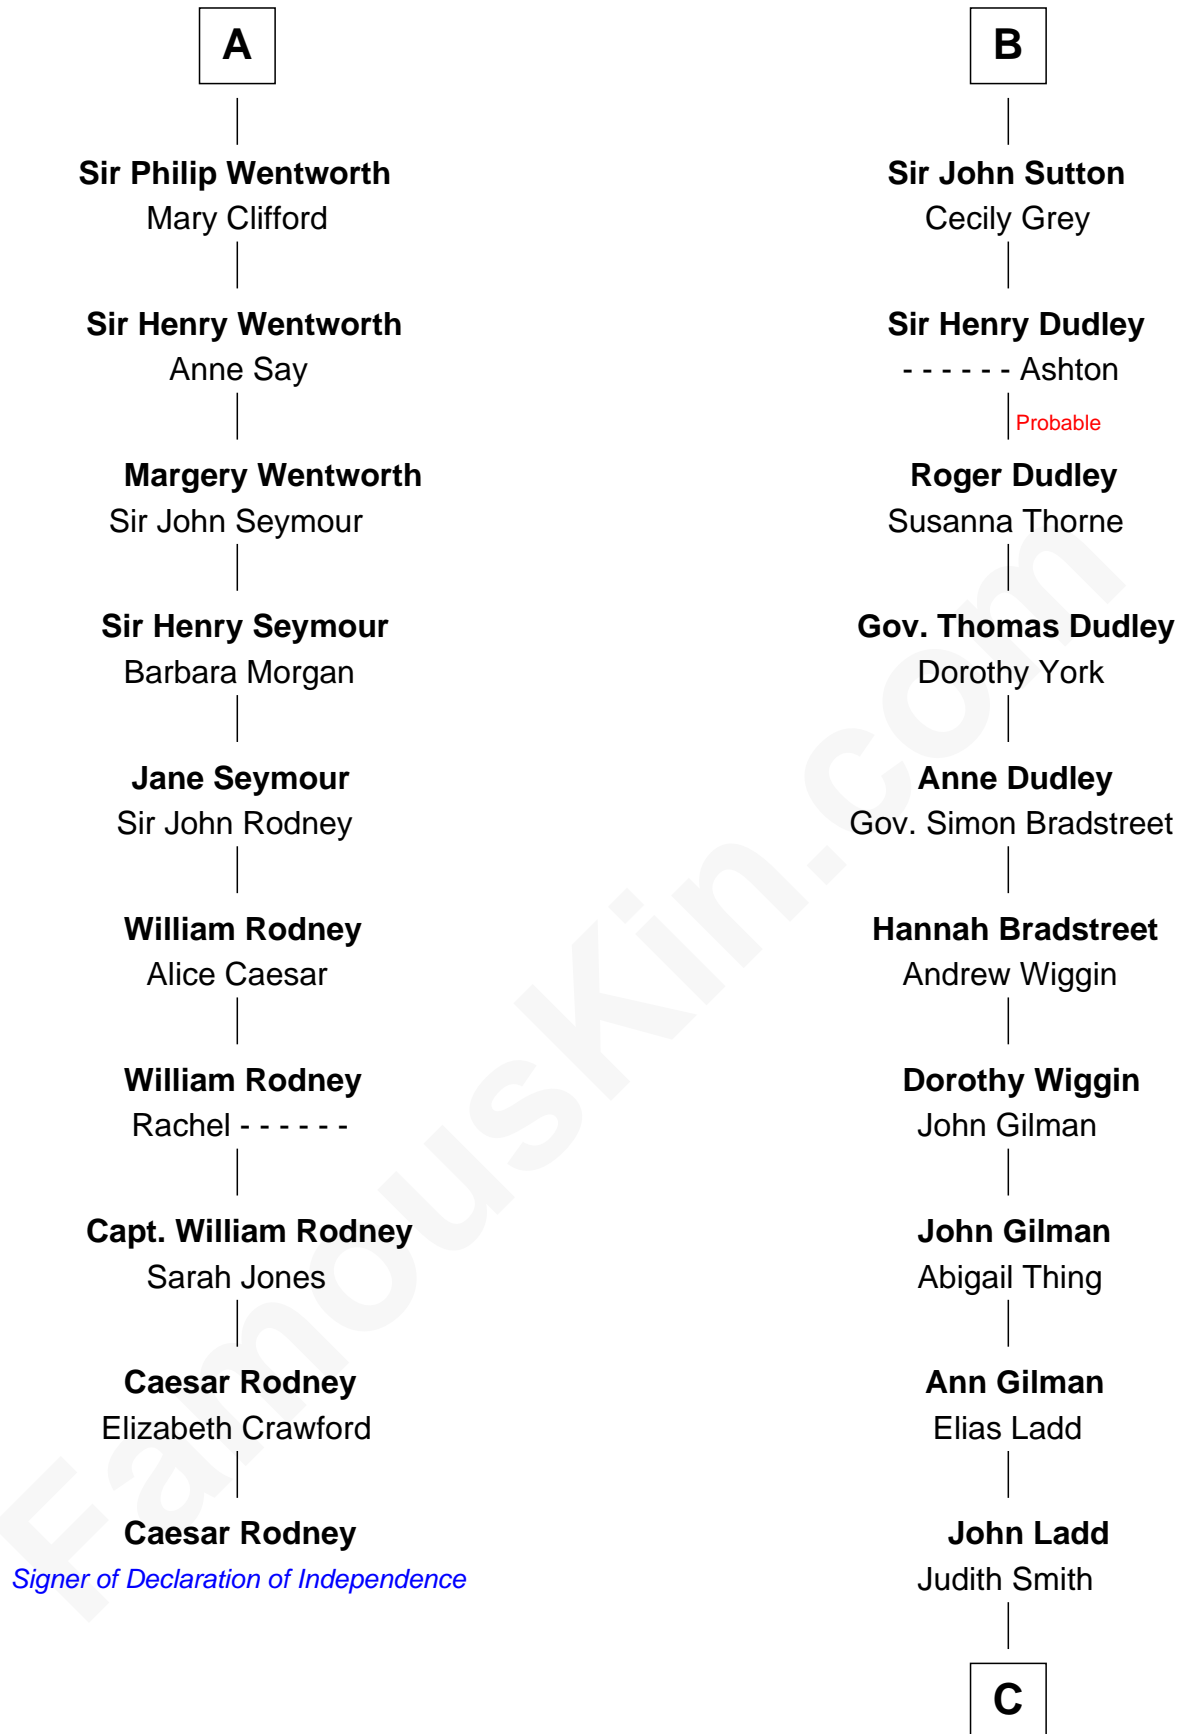 A
Sir Philip Wentworth
Mary Clifford
Sir Henry Wentworth
Anne Say
Margery Wentworth
Sir John Seymour
Sir Henry Seymour
Barbara Morgan
Jane Seymour
Sir John Rodney
William Rodney
Alice Caesar
William Rodney
Rachel - - - - - -
Capt. William Rodney
Sarah Jones
Caesar Rodney
Elizabeth Crawford
Caesar Rodney
Signer of Declaration of Independence
B
Sir John Sutton
Cecily Grey
Sir Henry Dudley
- - - - - - Ashton
Probable
Roger Dudley
Susanna Thorne
Gov. Thomas Dudley
Dorothy York
Anne Dudley
Gov. Simon Bradstreet
Hannah Bradstreet
Andrew Wiggin
Dorothy Wiggin
John Gilman
John Gilman
Abigail Thing
Ann Gilman
Elias Ladd
John Ladd
Judith Smith
C
FamousKin.com